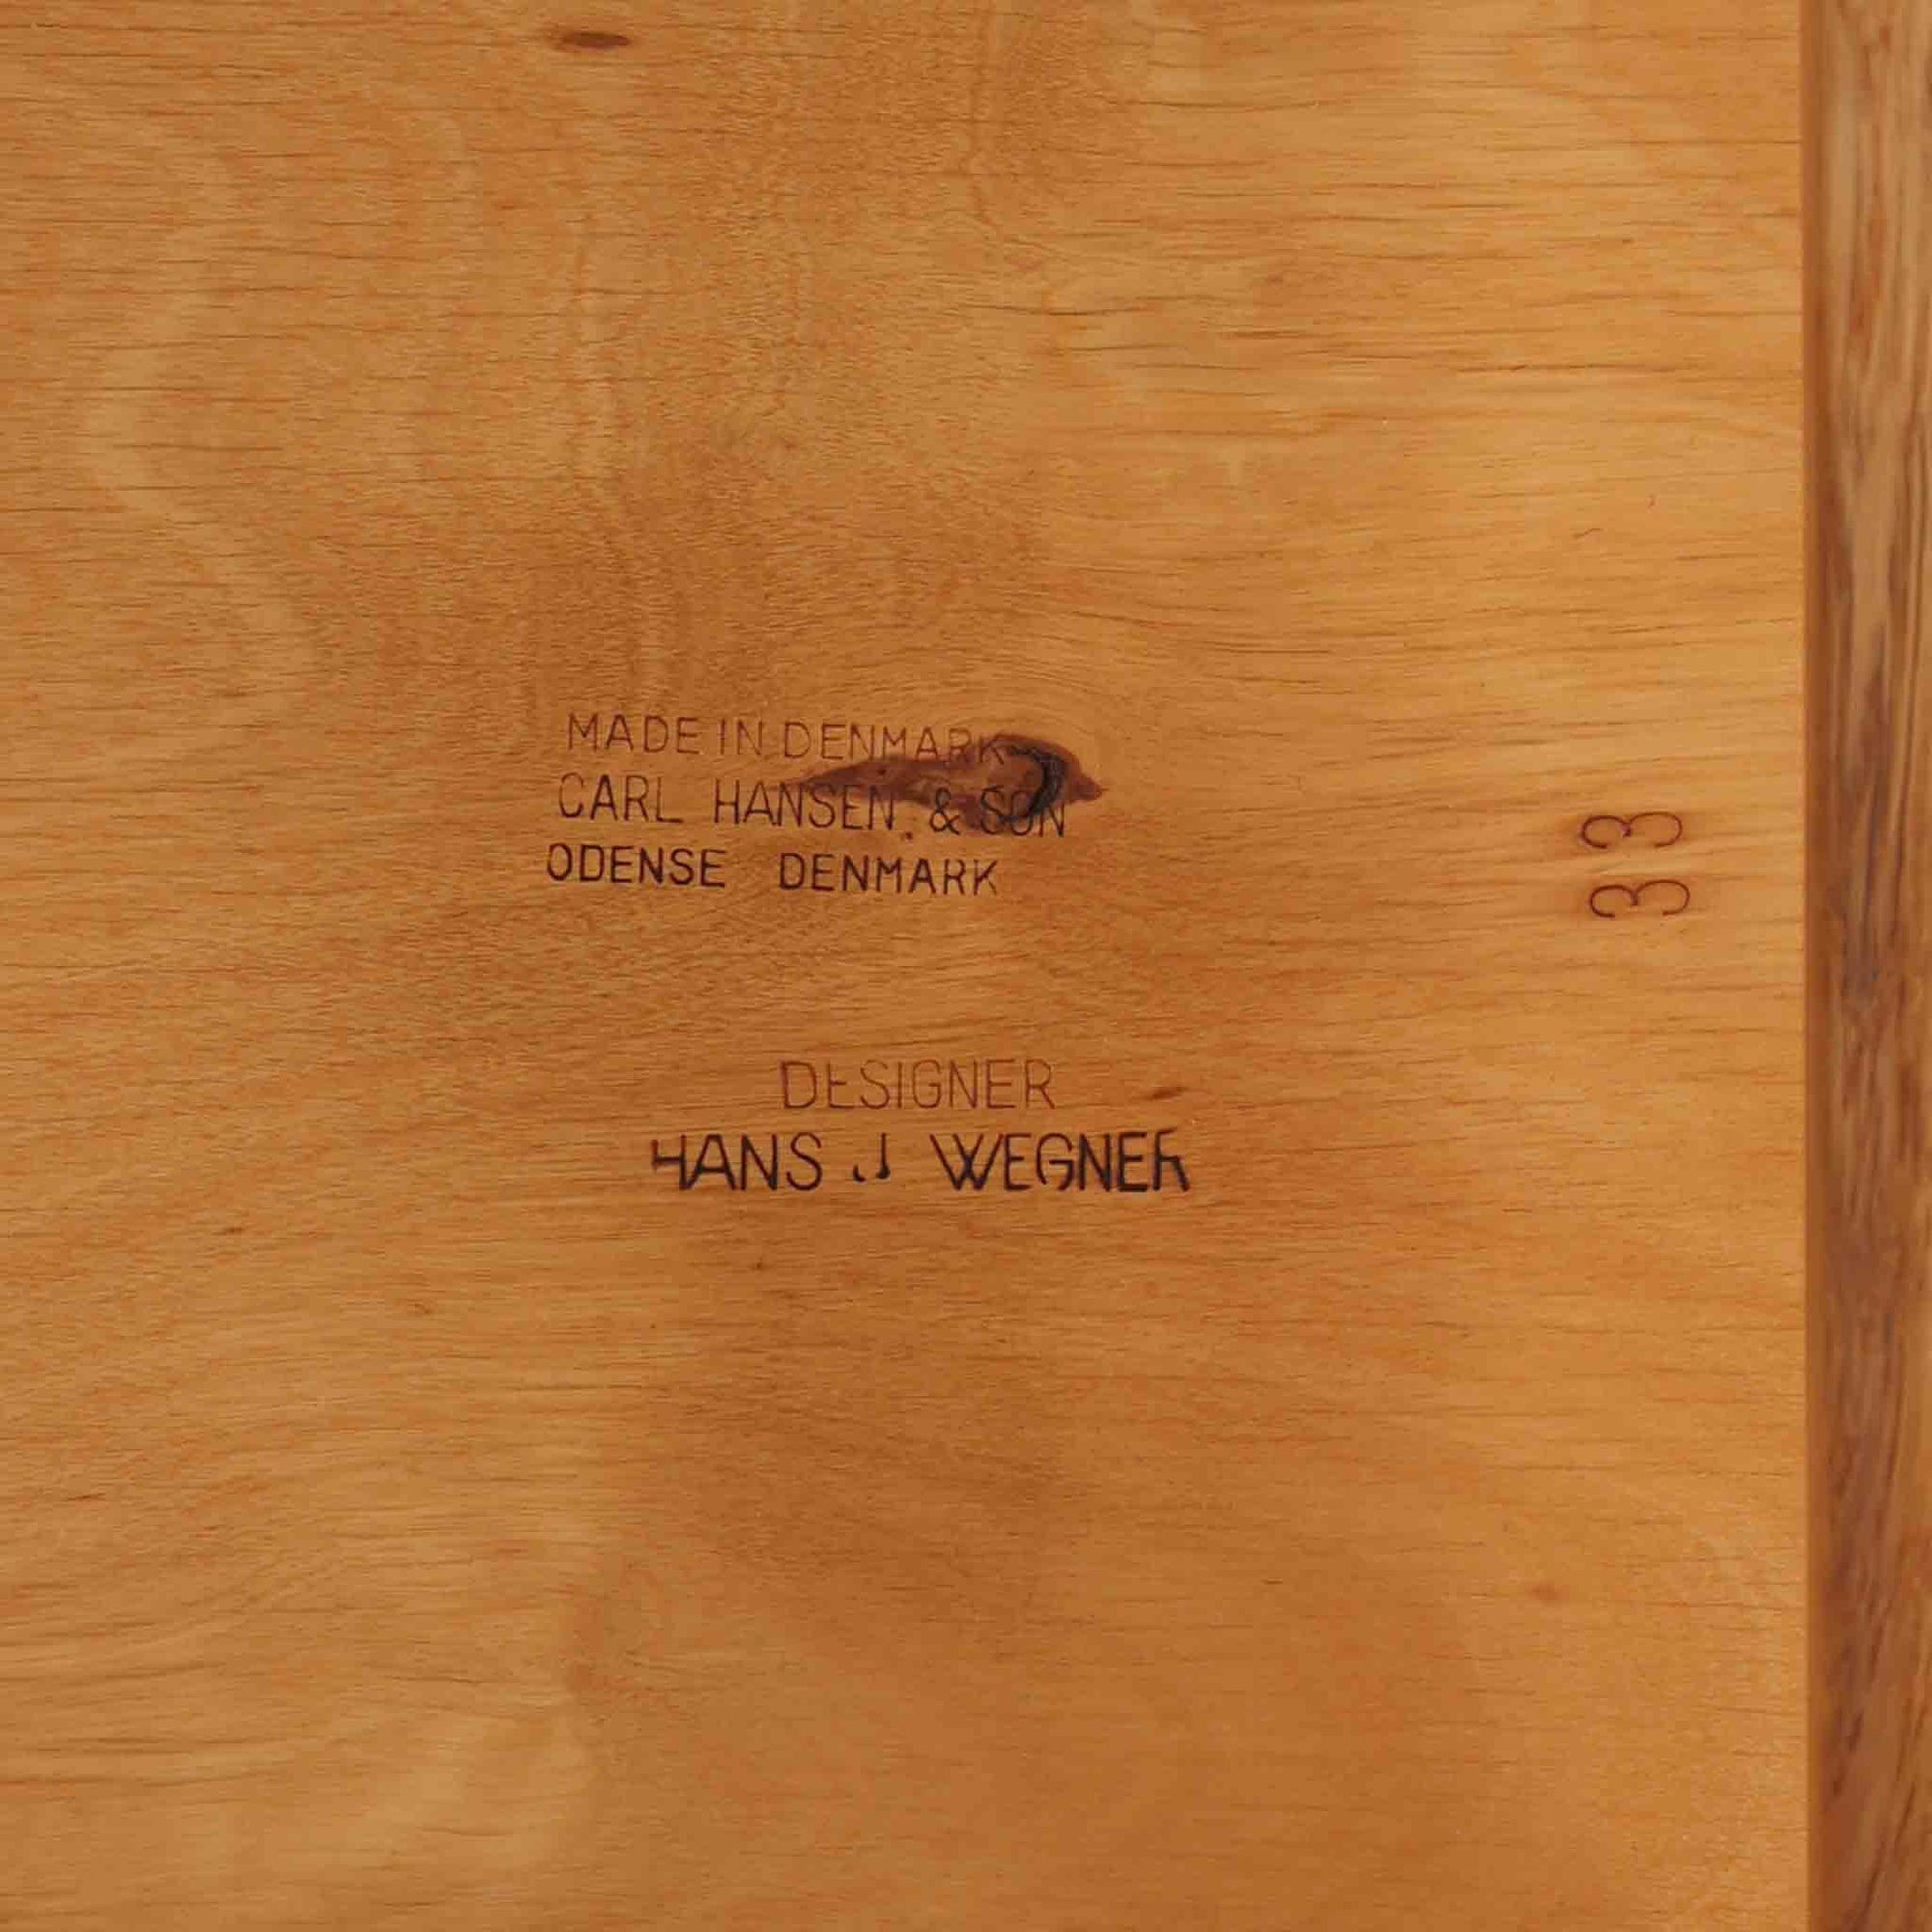 MADE IN DENMARK
CARL HANSEN & SON
ODENSE DENMARK
33
DESIGNER
HANS J WEGNER